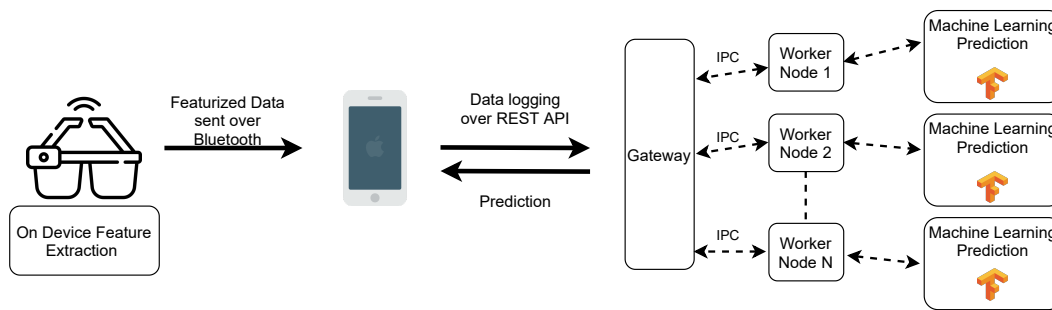 On Device Feature
Extraction
Featurized Data
sent over
Bluetooth
Data logging
over REST API
Prediction
Gateway
IPC
Worker
Node 1
Machine Learning
Prediction
IPC
Worker
Node 2
Machine Learning
Prediction
IPC
Worker
Node N
Machine Learning
Prediction